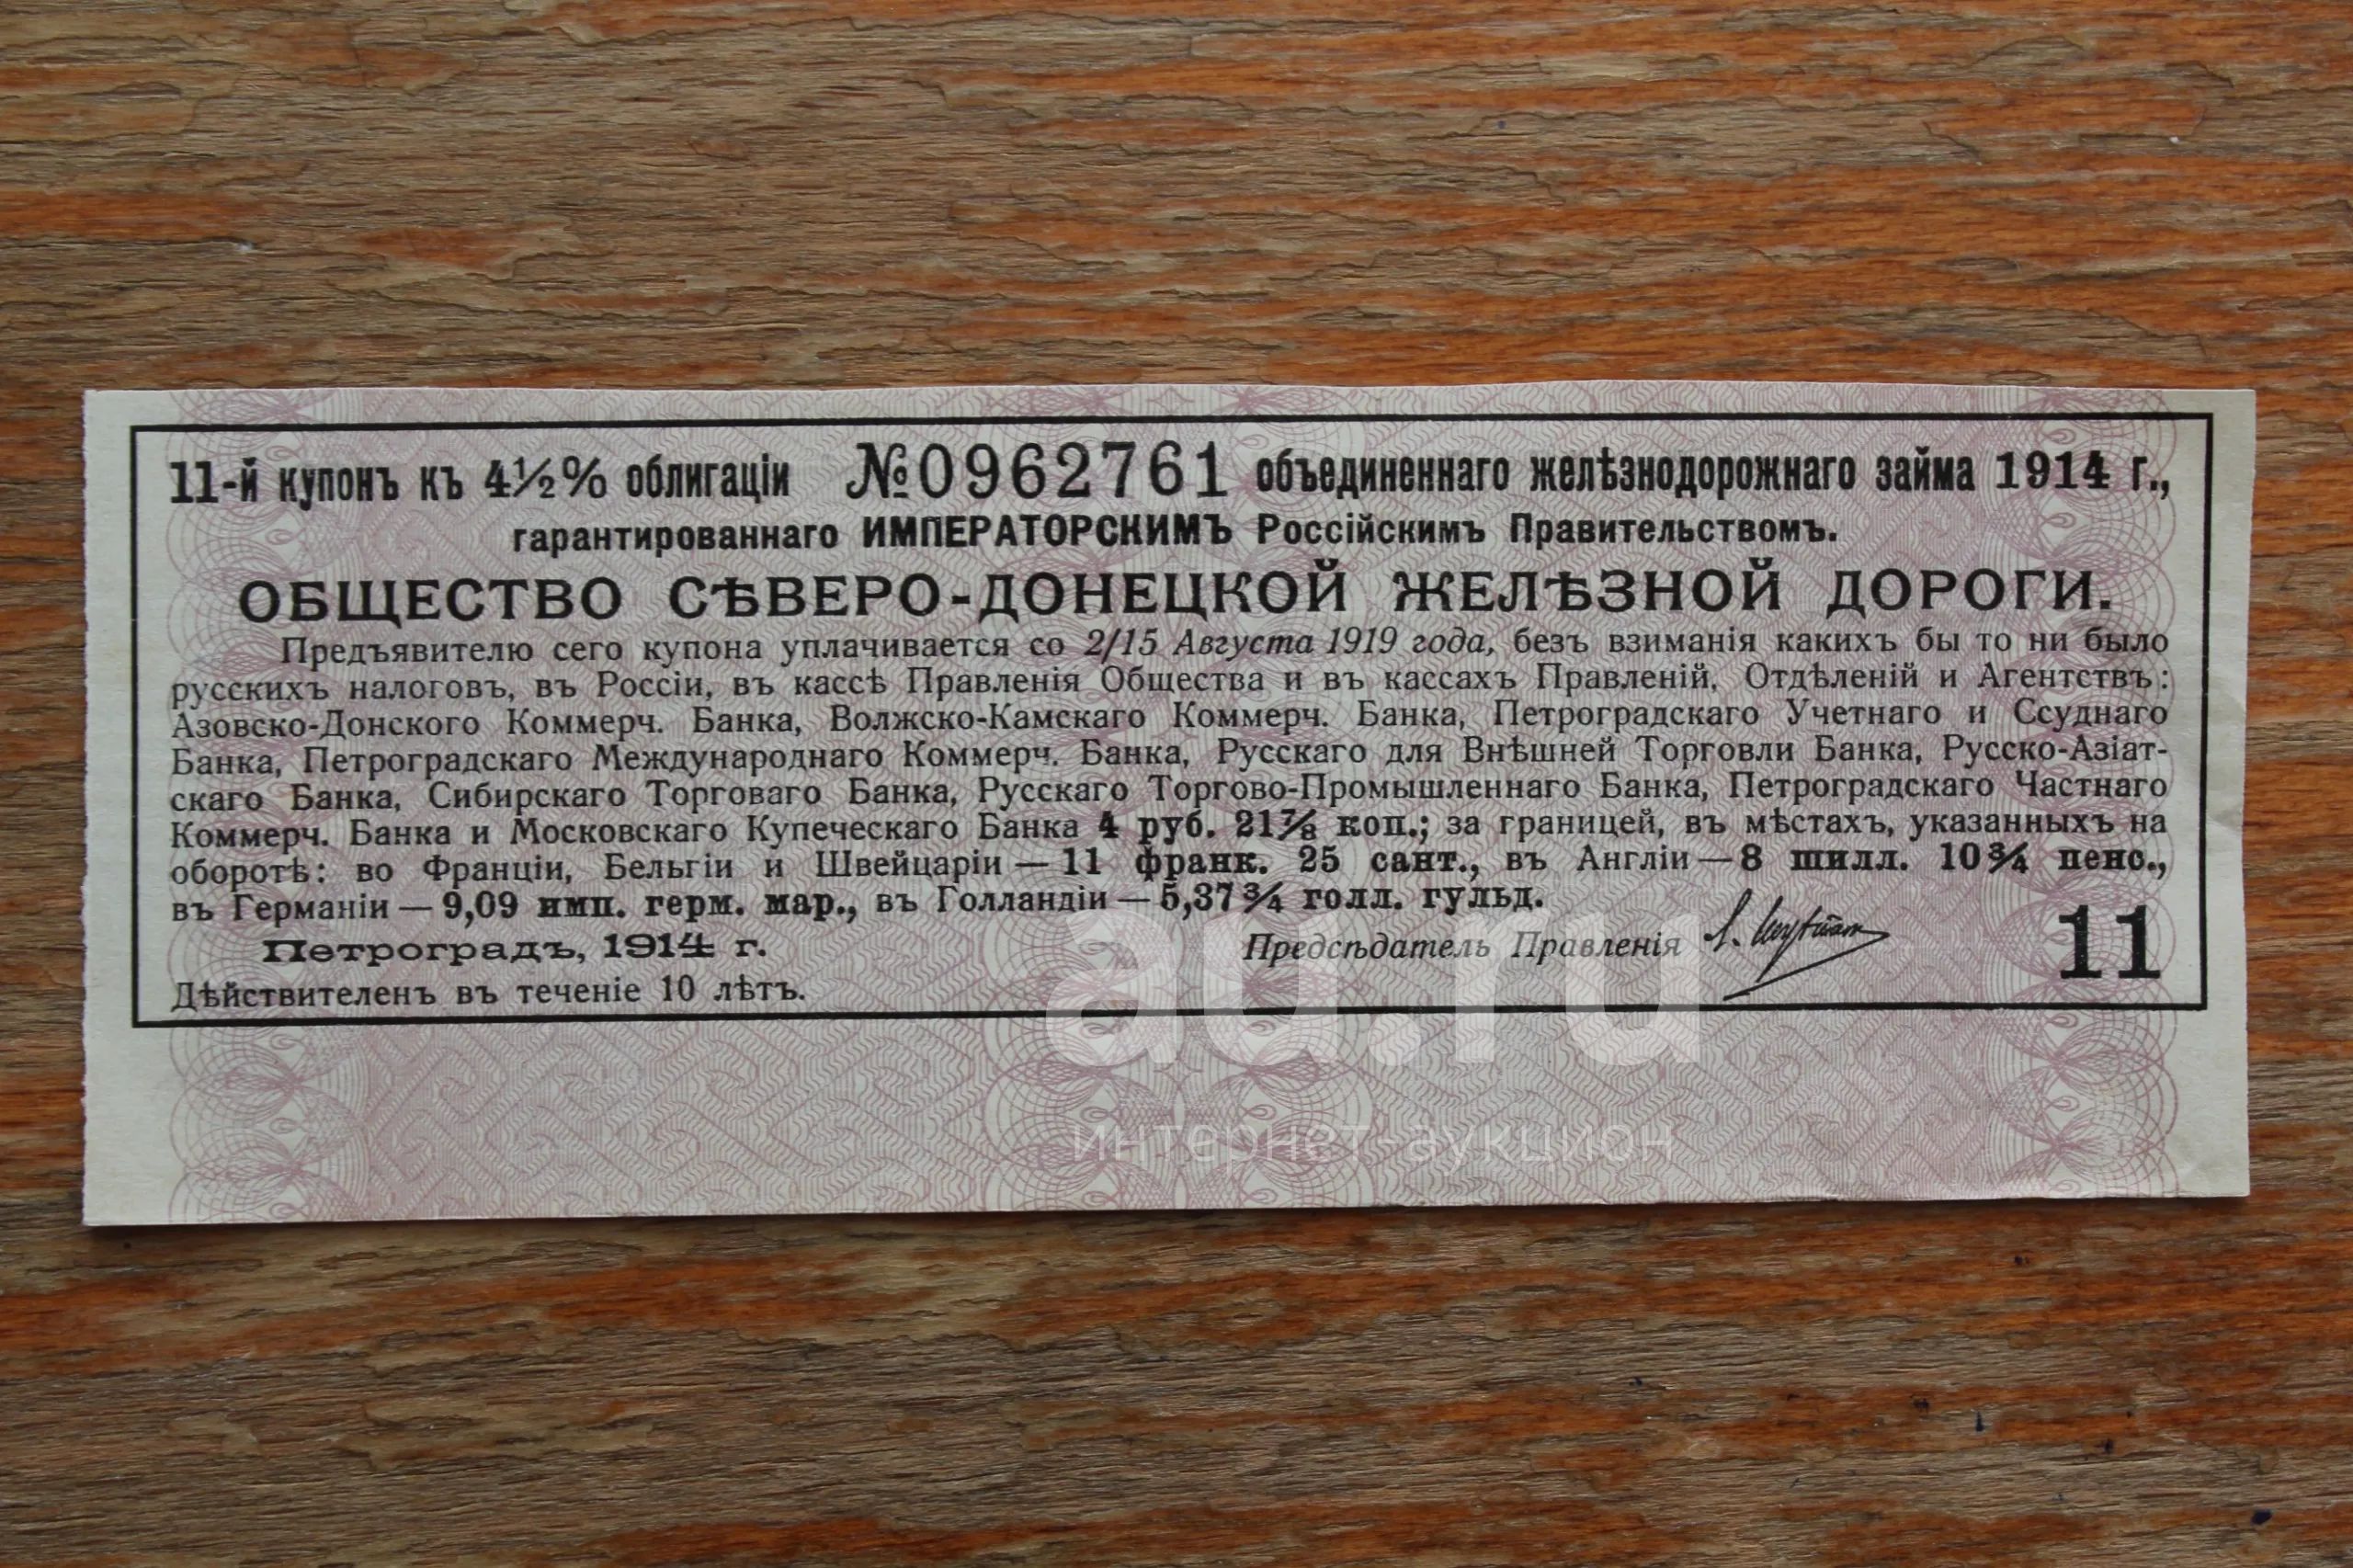 11-й купонъ къ 4½% облигаціи №0962761 объединеннаго желѣзнодорожнаго займа 1914 г.,
гарантированнаго ИМПЕРАТОРСКИМЪ Россійскимъ Правительствомъ.
ОБЩЕСТВО СѢВЕРО-ДОНЕЦКОЙ ЖЕЛѢЗНОЙ ДОРОГИ.
Предъявителю сего купона уплачивается со 2/15 Августа 1919 года, безъ взиманія какихъ бы то ни было
русскихъ налоговъ, въ Россіи, въ кассѣ Правленія Общества и въ кассахъ Правленій, Отдѣленій и Агентствъ:
Азовско-Донского Коммерч. Банка, Волжско-Камскаго Коммерч. Банка, Петроградскаго Учетнаго и Ссуднаго
Банка, Петроградскаго Международнаго Коммерч. Банка, Русскаго для Внѣшней Торговли Банка, Русско-Азіат-
скаго Банка, Сибирскаго Торговаго Банка, Русскаго Торгово-Промышленнаго Банка, Петроградскаго Частнаго
Коммерч. Банка и Московскаго Купеческаго Банка 4 руб. 21⅞ коп.; за границей, въ мѣстахъ, указанныхъ на
оборотѣ: во Франціи, Бельгіи и Швейцаріи — 11 франк. 25 сант., въ Англіи — 8 шилл. 10¾ пенс.,
въ Германіи — 9,09 имп. герм. мар., въ Голландіи — 5,37¾ голл. гульд.
Петроградъ, 1914 г.
Предсѣдатель Правленія
11
Дѣйствителенъ въ теченіе 10 лѣтъ.
au.ru
интернет-аукцион